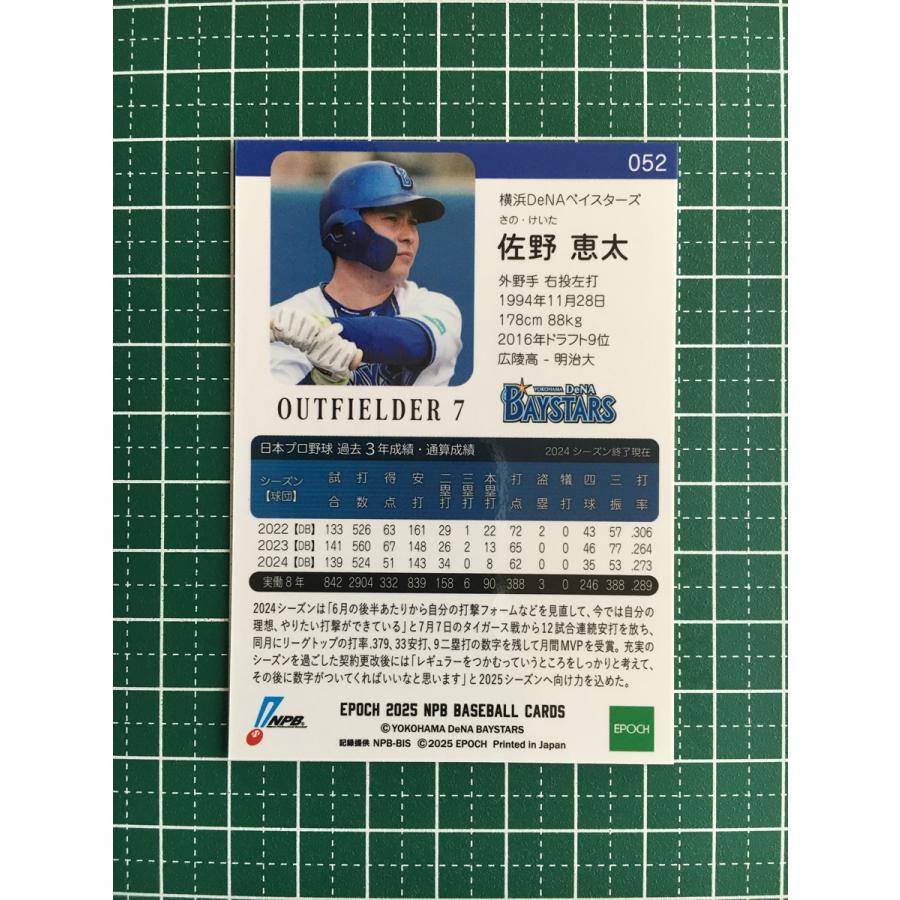 052
横浜DeNAベイスターズ
さの・けいた
佐野 恵太
外野手 右投左打
1994年11月28日
178cm 88kg
2016年ドラフト9位
広陵高 - 明治大
YOKOHAMA DeNA
BAYSTARS
OUTFIELDER 7
日本プロ野球 過去3年成績・通算成績 2024シーズン終了現在
シーズン【球団】 試合 打数 得点 安打 二塁打 三塁打 本塁打 打点 盗塁 犠打 四球 三振 打率
2022【DB】 133 526 63 161 29 1 22 72 2 0 43 57 .306
2023【DB】 141 560 67 148 26 2 13 65 0 0 46 77 .264
2024【DB】 139 524 51 143 34 0 8 62 0 0 35 53 .273
実働8年 842 2904 332 839 158 6 90 388 3 0 246 388 .289
2024シーズンは「6月の後半あたりから自分の打撃フォームなどを見直して、今では自分の
理想、やりたい打撃ができている」と7月7日のタイガース戦から12試合連続安打を放ち、
同月にリーグトップの打率.379、33安打、9二塁打の数字を残して月間MVPを受賞。充実の
シーズンを過ごした契約更改後には「レギュラーをつかむっていうところをしっかりと考えて、
その後に数字がついてくればいいなと思います」と2025シーズンへ向け力を込めた。
NPB
EPOCH 2025 NPB BASEBALL CARDS
©YOKOHAMA DeNA BAYSTARS
記録提供 NPB-BIS ©2025 EPOCH Printed in Japan
EPOCH